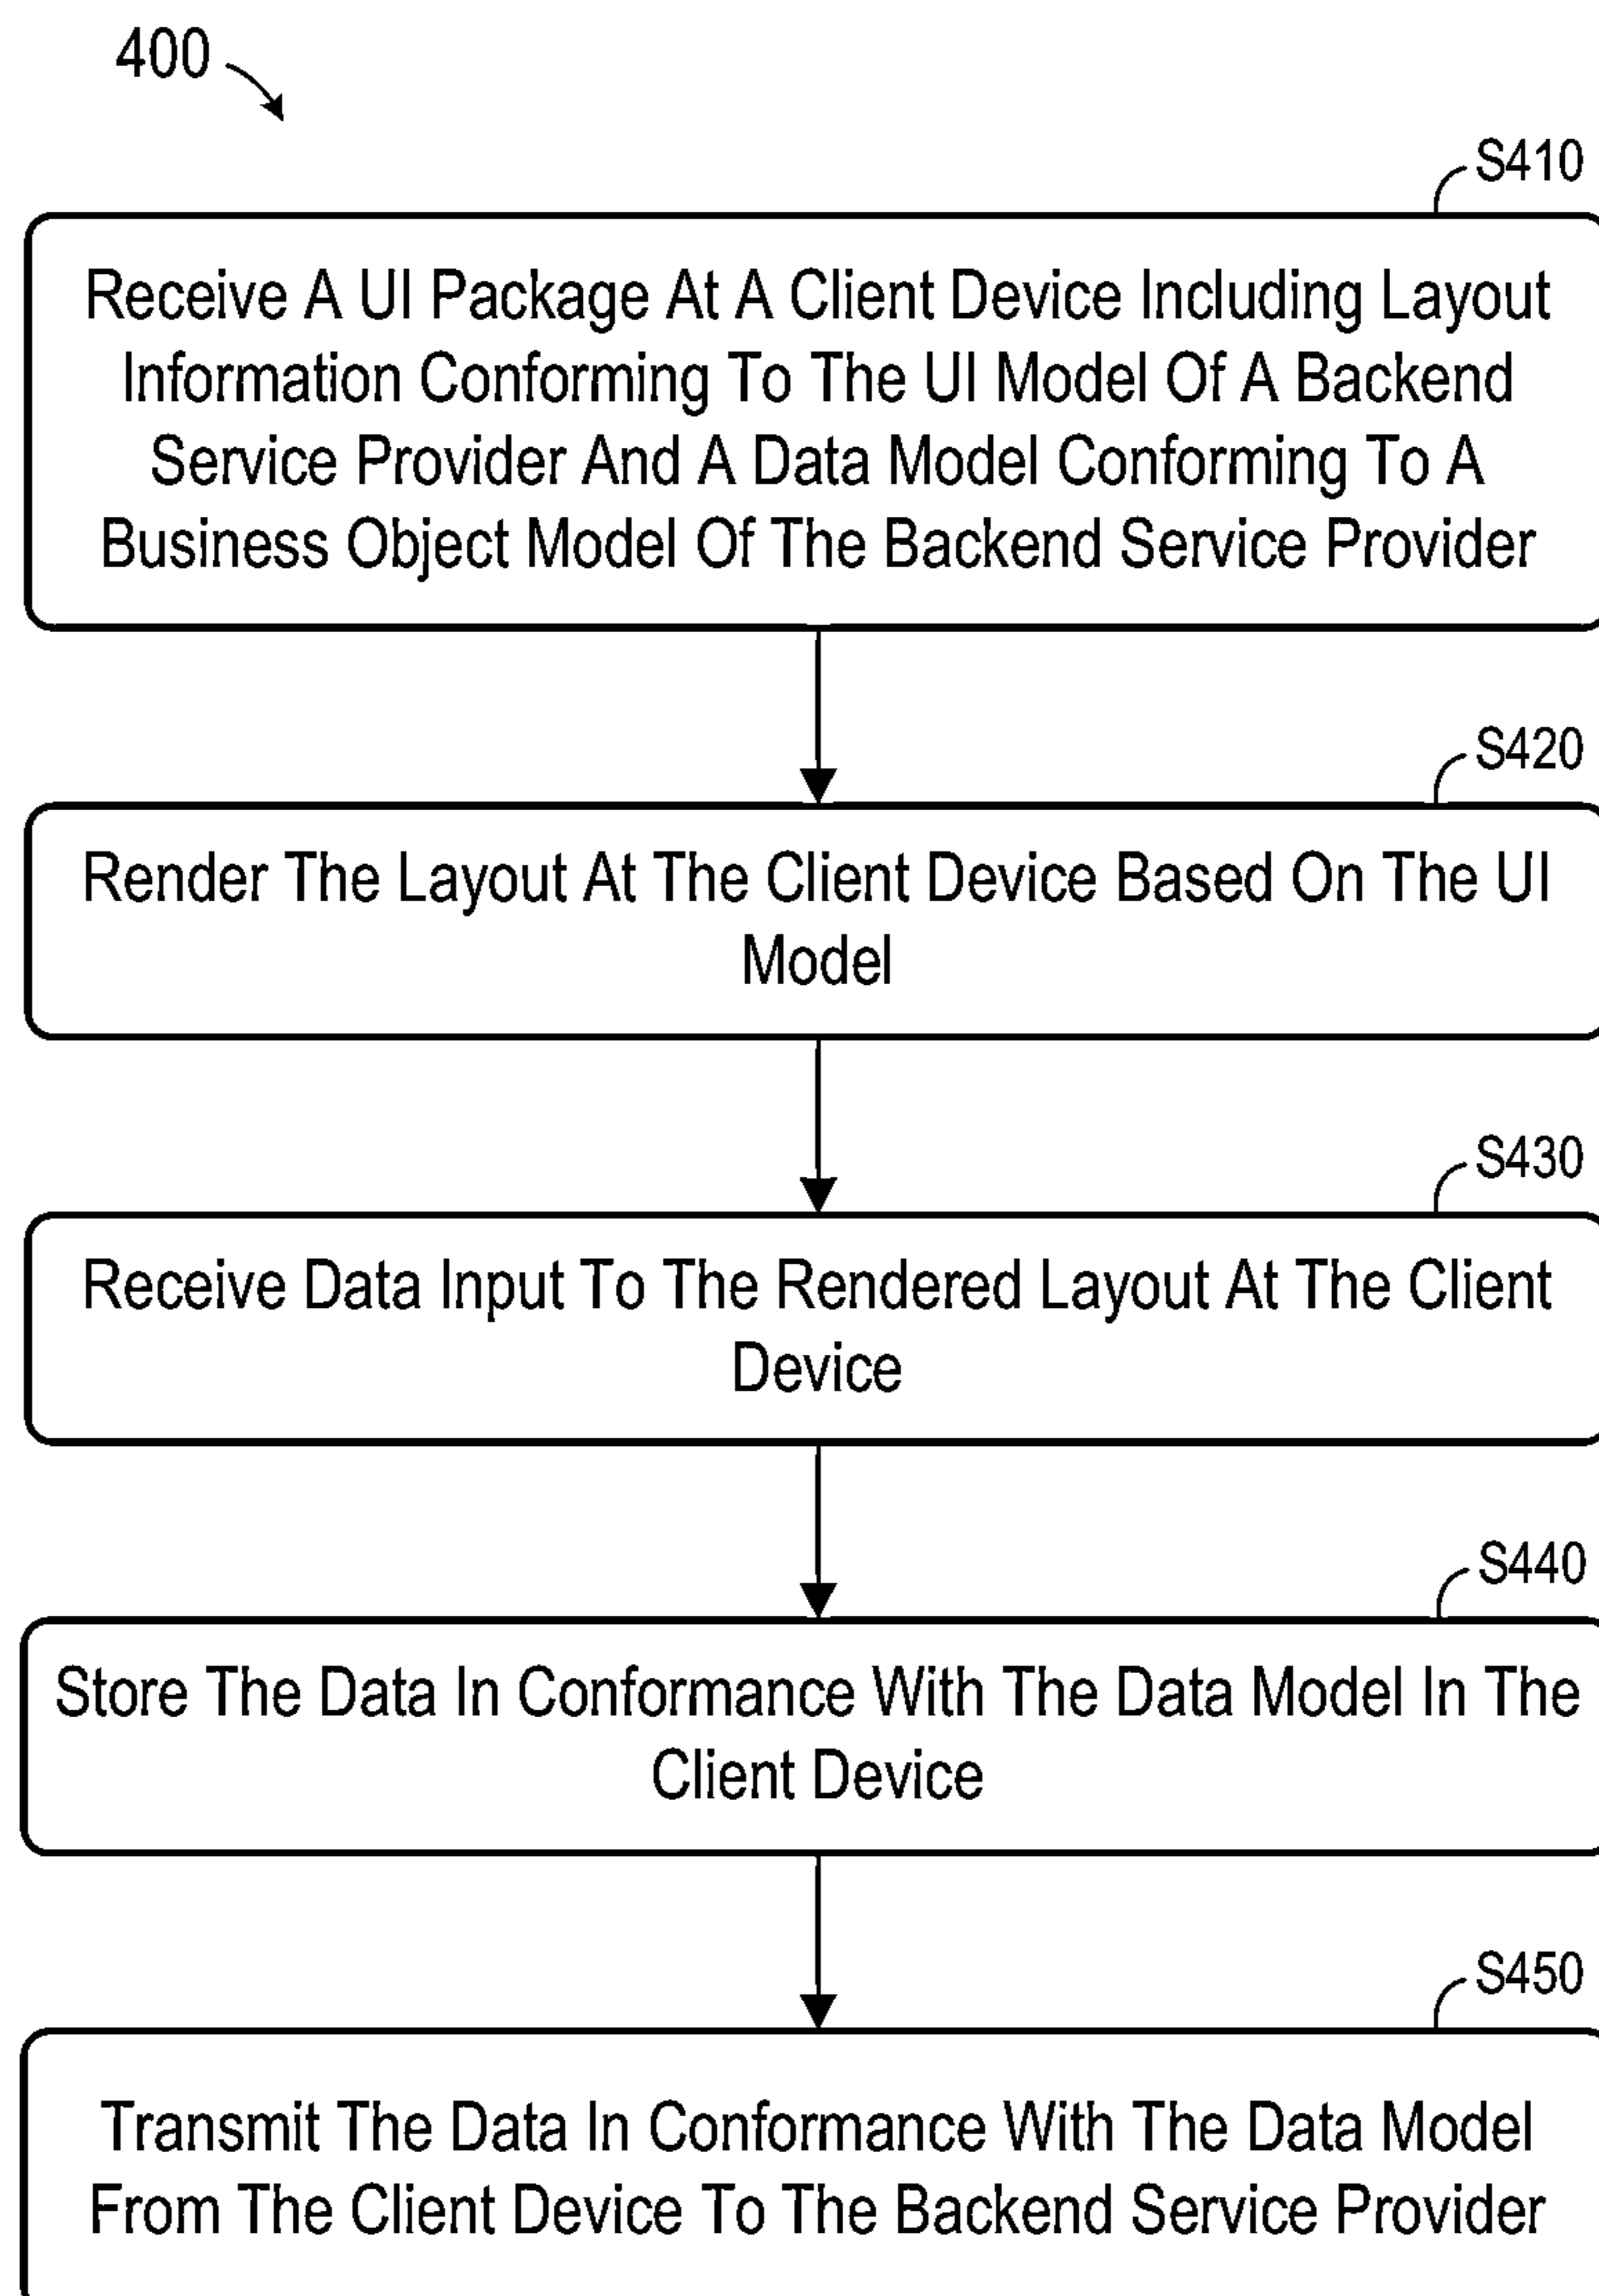 400
S410
Receive A UI Package At A Client Device Including Layout
Information Conforming To The UI Model Of A Backend
Service Provider And A Data Model Conforming To A
Business Object Model Of The Backend Service Provider
S420
Render The Layout At The Client Device Based On The UI
Model
S430
Receive Data Input To The Rendered Layout At The Client
Device
S440
Store The Data In Conformance With The Data Model In The
Client Device
S450
Transmit The Data In Conformance With The Data Model
From The Client Device To The Backend Service Provider